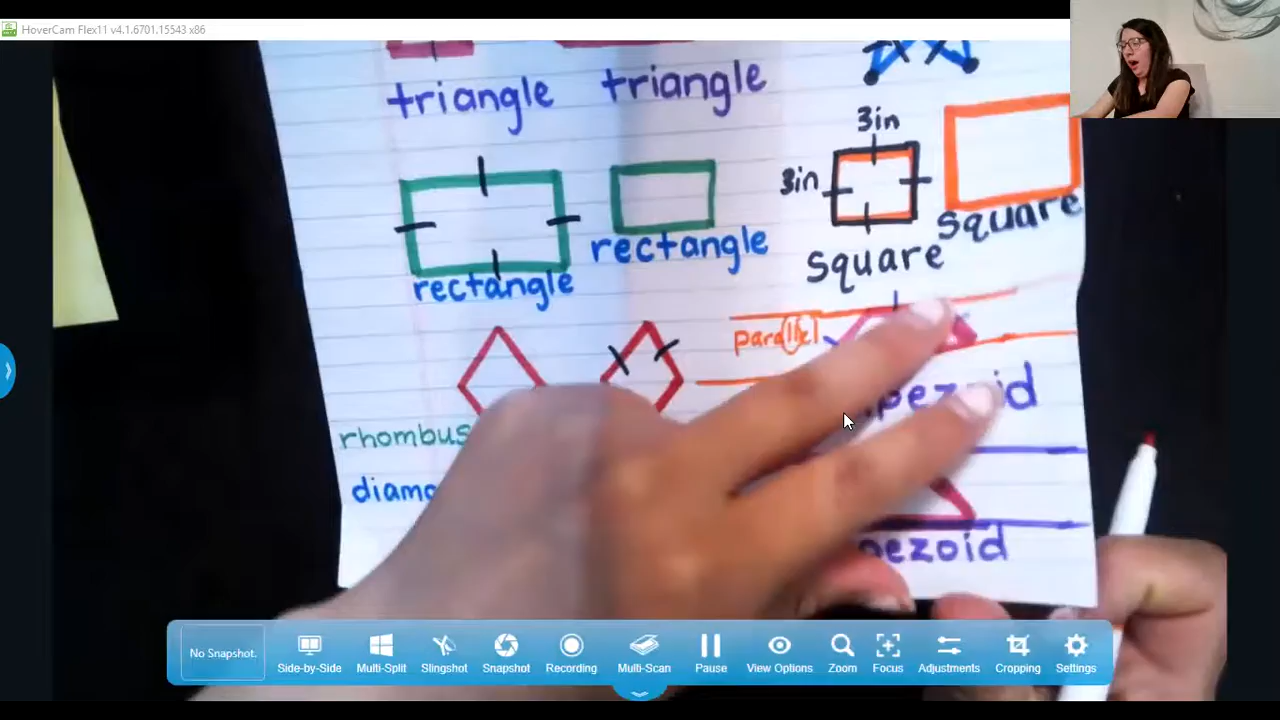 HoverCam Flex11 v4.1.6701.15543 x86
triangle triangle
3in
3in
square
rectangle
square
rectangle
parallel
rhombus
No Snapshot.
Side-by-Side Multi-Split Slingshot Snapshot Recording Multi-Scan Pause View Options Zoom Focus Adjustments Cropping Settings